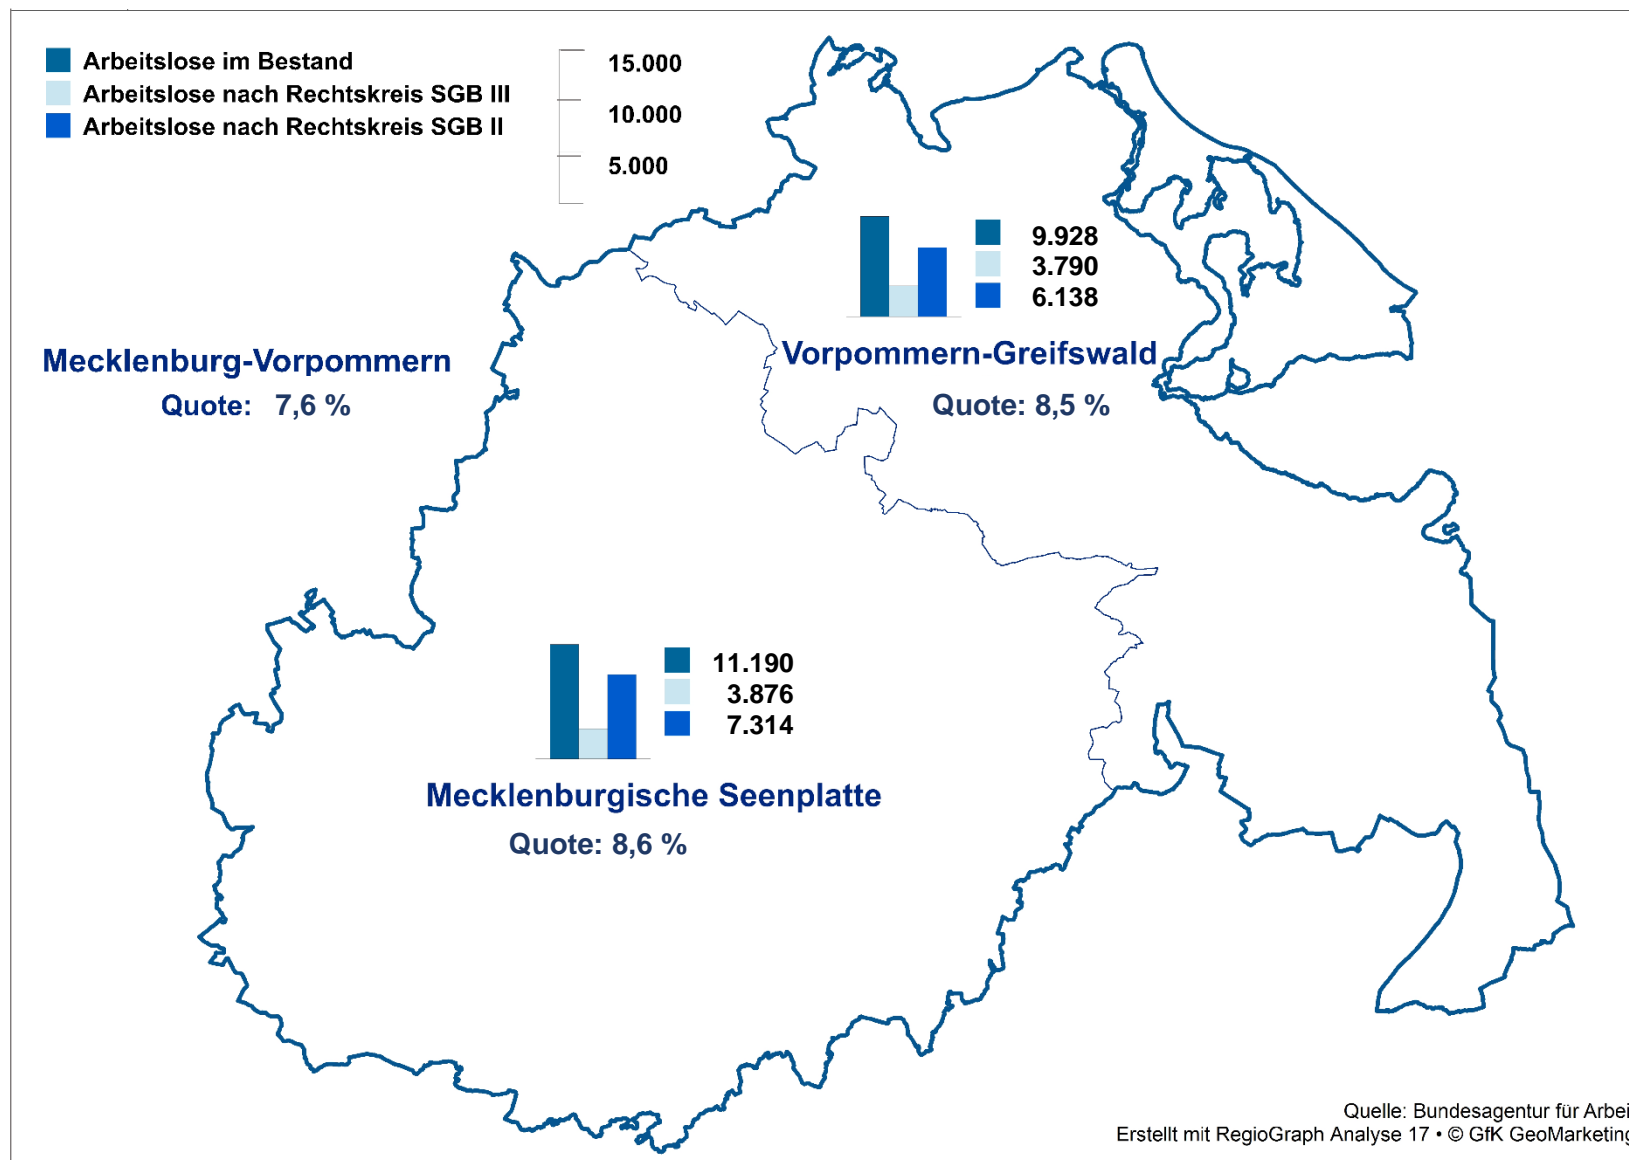 Arbeitslose im Bestand
Arbeitslose nach Rechtskreis SGB III
Arbeitslose nach Rechtskreis SGB II
15.000
10.000
5.000
9.928
3.790
6.138
Vorpommern-Greifswald
Quote: 8,5 %
Mecklenburg-Vorpommern
Quote: 7,6 %
11.190
3.876
7.314
Mecklenburgische Seenplatte
Quote: 8,6 %
Quelle: Bundesagentur für Arbei
Erstellt mit RegioGraph Analyse 17 • © GfK GeoMarketing